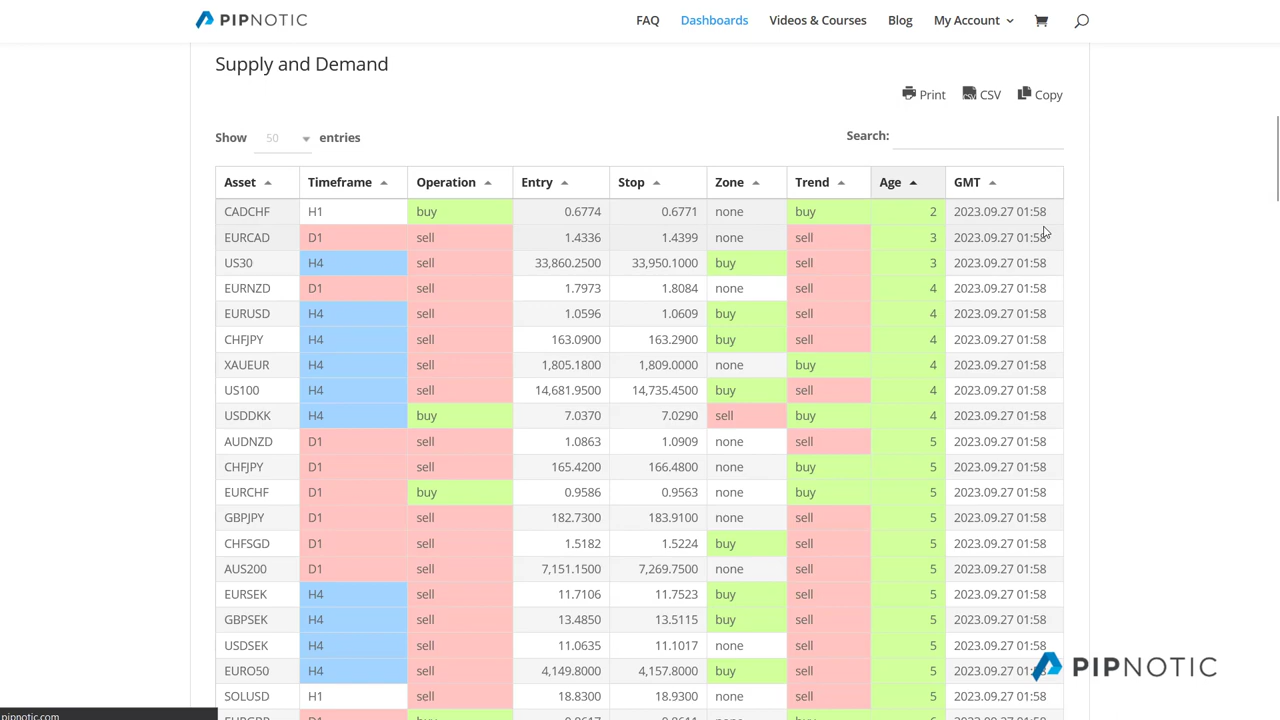 PIPNOTIC
FAQ Dashboards Videos & Courses Blog My Account
Supply and Demand
Print CSV Copy
Show 50 entries Search:
Asset Timeframe Operation Entry Stop Zone Trend Age GMT
CADCHF H1 buy 0.6774 0.6771 none buy 2 2023.09.27 01:58
EURCAD D1 sell 1.4336 1.4399 none sell 3 2023.09.27 01:58
US30 H4 sell 33,860.2500 33,950.1000 buy sell 3 2023.09.27 01:58
EURNZD D1 sell 1.7973 1.8084 none sell 4 2023.09.27 01:58
EURUSD H4 sell 1.0596 1.0609 buy sell 4 2023.09.27 01:58
CHFJPY H4 sell 163.0900 163.2900 buy sell 4 2023.09.27 01:58
XAUEUR H4 sell 1,805.1800 1,809.0000 none buy 4 2023.09.27 01:58
US100 H4 sell 14,681.9500 14,735.4500 buy sell 4 2023.09.27 01:58
USDDKK H4 buy 7.0370 7.0290 sell buy 4 2023.09.27 01:58
AUDNZD D1 sell 1.0863 1.0909 none sell 5 2023.09.27 01:58
CHFJPY D1 sell 165.4200 166.4800 none buy 5 2023.09.27 01:58
EURCHF D1 buy 0.9586 0.9563 none buy 5 2023.09.27 01:58
GBPJPY D1 sell 182.7300 183.9100 none sell 5 2023.09.27 01:58
CHFSGD D1 sell 1.5182 1.5224 buy sell 5 2023.09.27 01:58
AUS200 D1 sell 7,151.1500 7,269.7500 none sell 5 2023.09.27 01:58
EURSEK H4 sell 11.7106 11.7523 buy sell 5 2023.09.27 01:58
GBPSEK H4 sell 13.4850 13.5115 buy sell 5 2023.09.27 01:58
USDSEK H4 sell 11.0635 11.1017 none sell 5 2023.09.27 01:58
EURO50 H4 sell 4,149.8000 4,157.8000 buy sell 5 2023.09.27
SOLUSD H1 sell 18.8300 18.9300 none sell 5 2023.09.27 01:58
PIPNOTIC
pipnotic.com